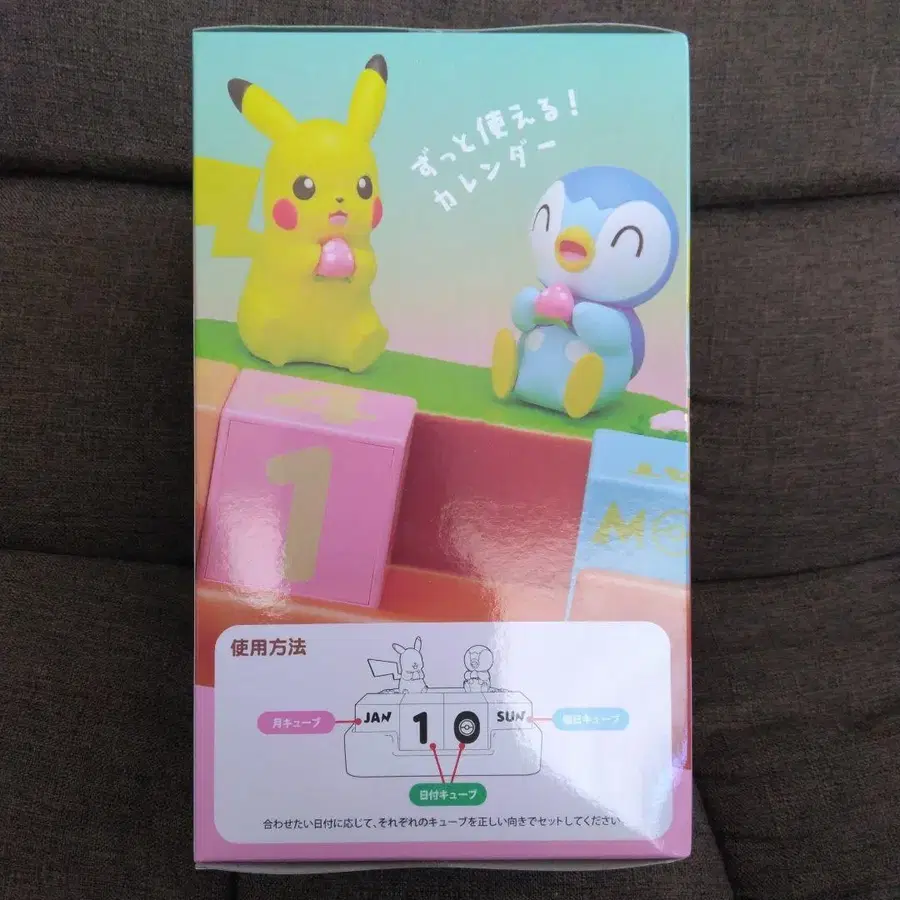 ずっと使える!
カレンダー
1
使用方法
月キューブ
JAN
1 0
SUN
曜日キューブ
日付キューブ
合わせたい日付に応じて、それぞれのキューブを正しい向きでセットしてください